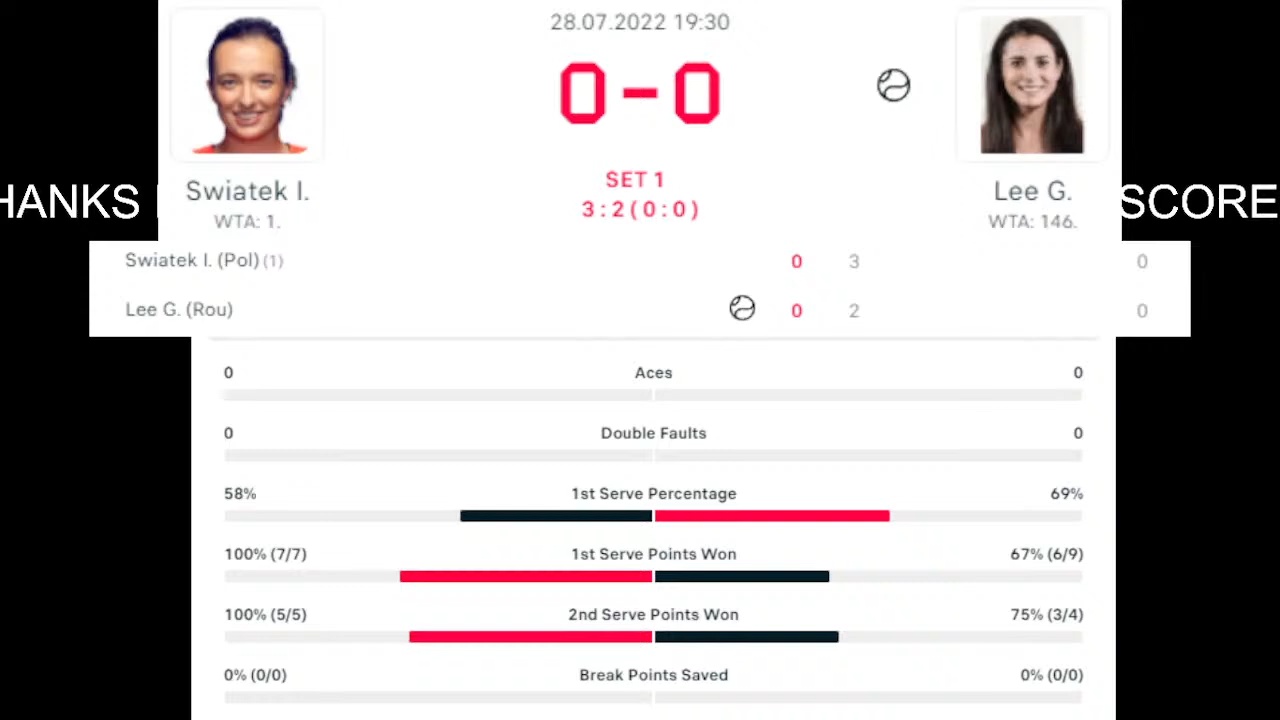 28.07.2022 19:30
0 - 0
HANKS
Swiatek I.
SET 1
Lee G.
SCORE
WTA: 1.
3 : 2 ( 0 : 0 )
WTA: 146.
Swiatek I. (Pol) (1) 0 3 0
Lee G. (Rou) 0 2 0
0 Aces 0
0 Double Faults 0
58% 1st Serve Percentage 69%
100% (7/7) 1st Serve Points Won 67% (6/9)
100% (5/5) 2nd Serve Points Won 75% (3/4)
0% (0/0) Break Points Saved 0% (0/0)